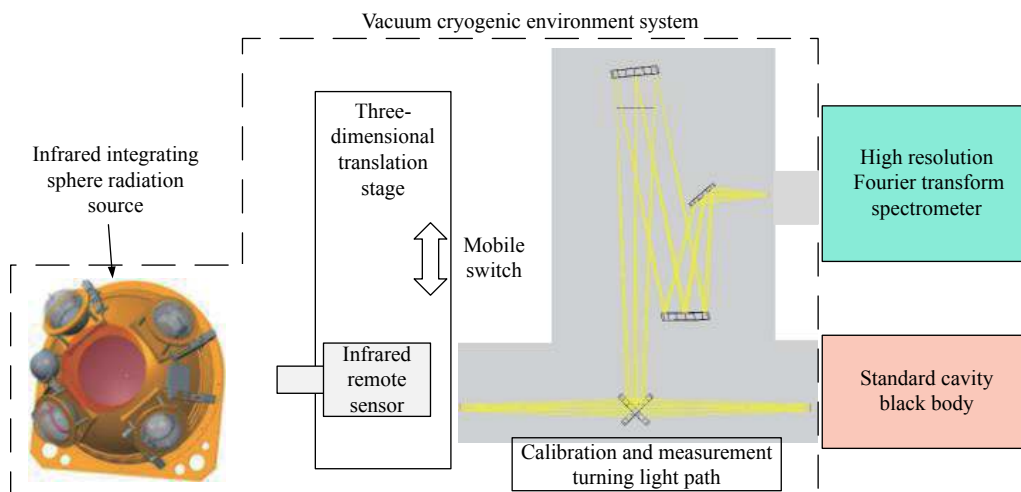 Vacuum cryogenic environment system
Infrared integrating
sphere radiation
source
Three-
dimensional
translation
stage
Mobile
switch
Infrared
remote
sensor
High resolution
Fourier transform
spectrometer
Standard cavity
black body
Calibration and measurement
turning light path